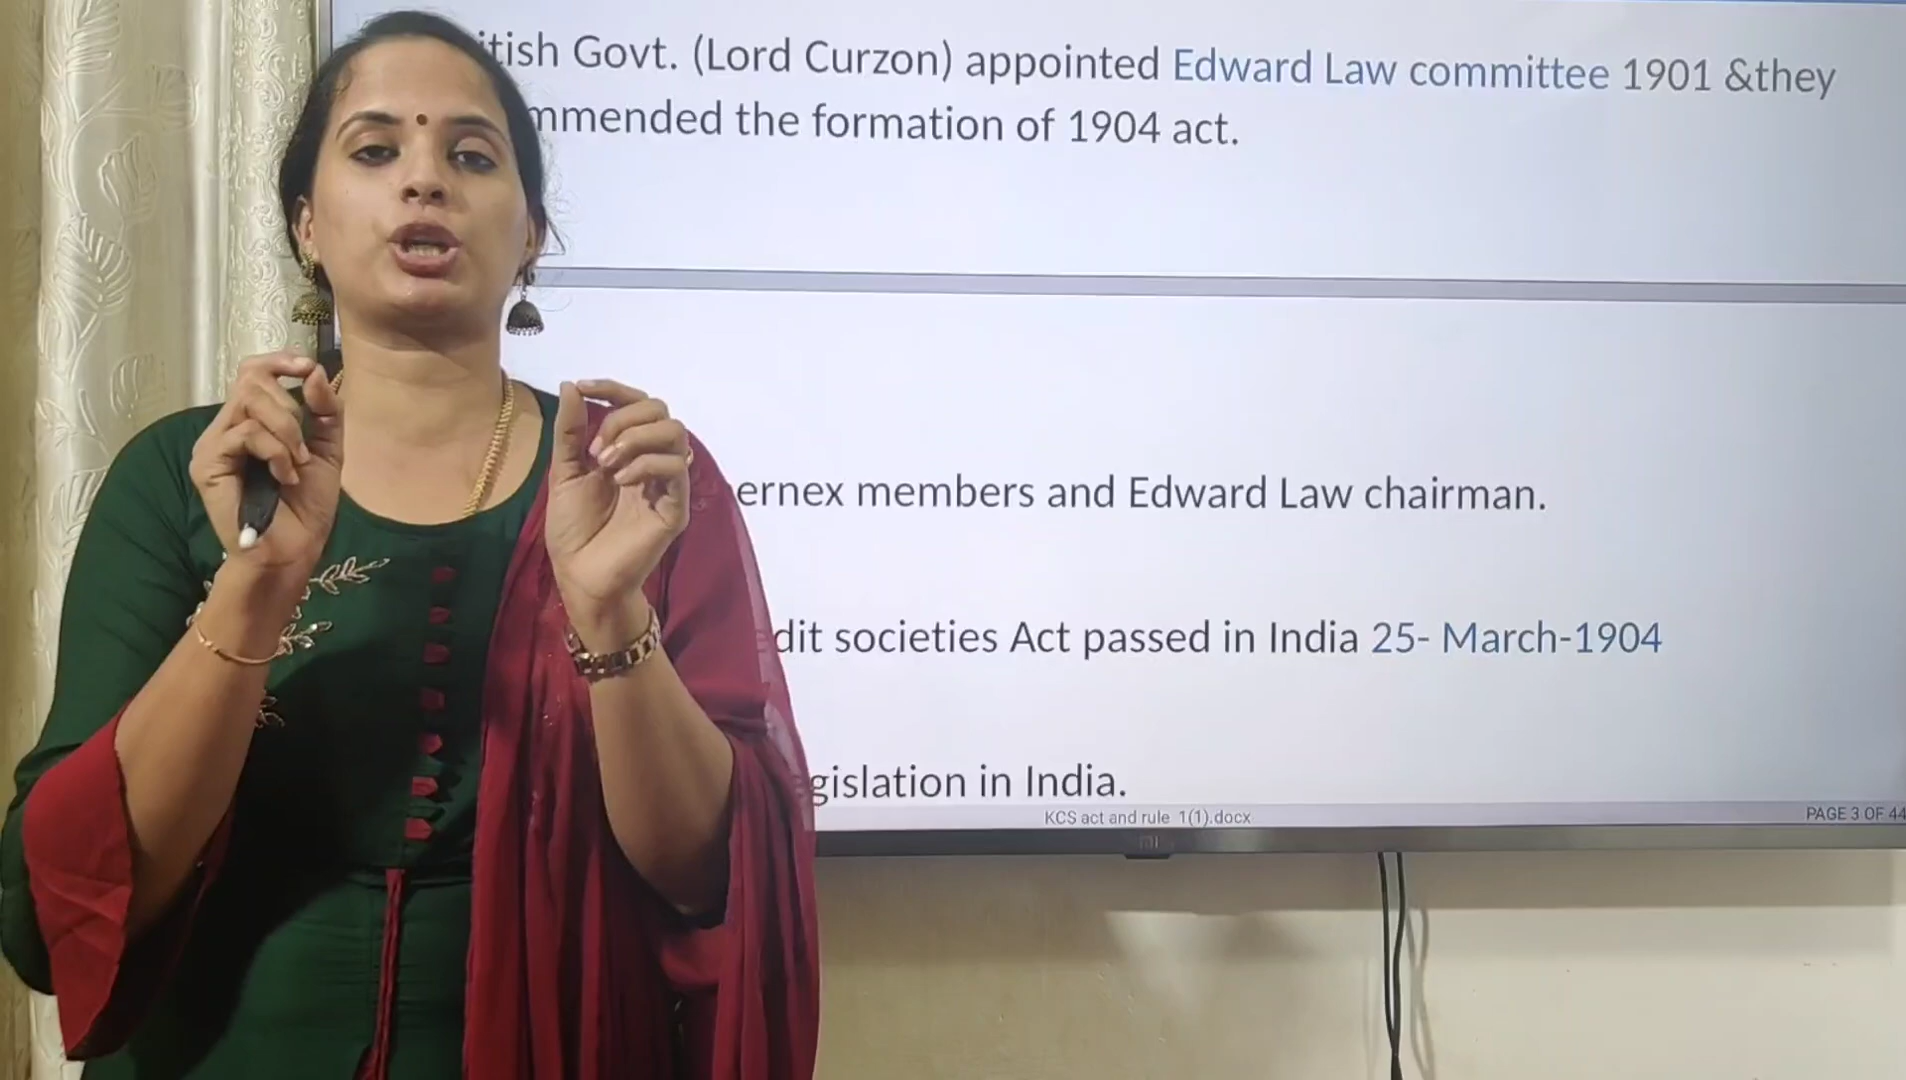 itish Govt. (Lord Curzon) appointed Edward Law committee 1901 &they
mmended the formation of 1904 act.
ernex members and Edward Law chairman.
dit societies Act passed in India 25- March-1904
gislation in India.
KCS act and rule 1(1).docx
PAGE 3 OF 44
mi